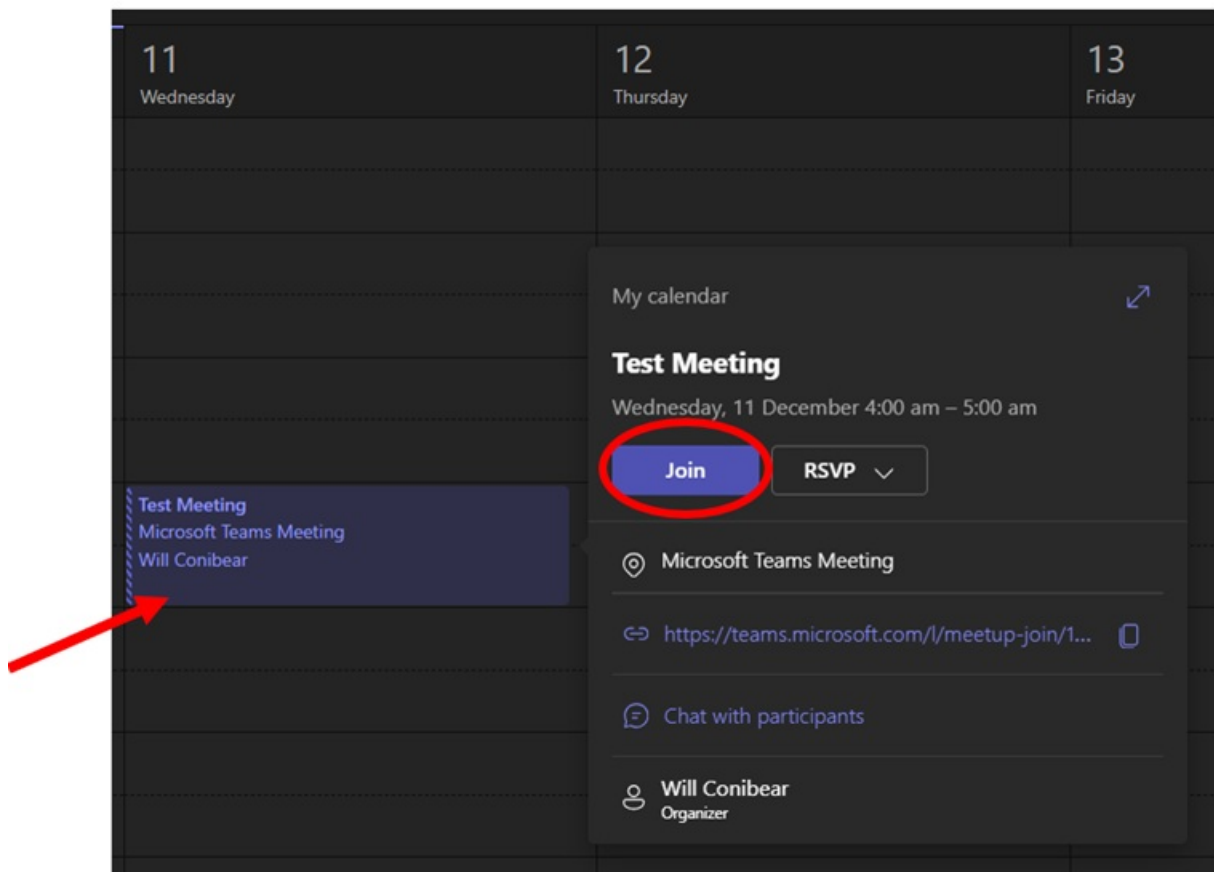 11
Wednesday
12
Thursday
13
Friday
My calendar
Test Meeting
Wednesday, 11 December 4:00 am – 5:00 am
Join
RSVP
Test Meeting
Microsoft Teams Meeting
Will Conibear
Microsoft Teams Meeting
https://teams.microsoft.com/l/meetup-join/1...
Chat with participants
Will Conibear
Organizer